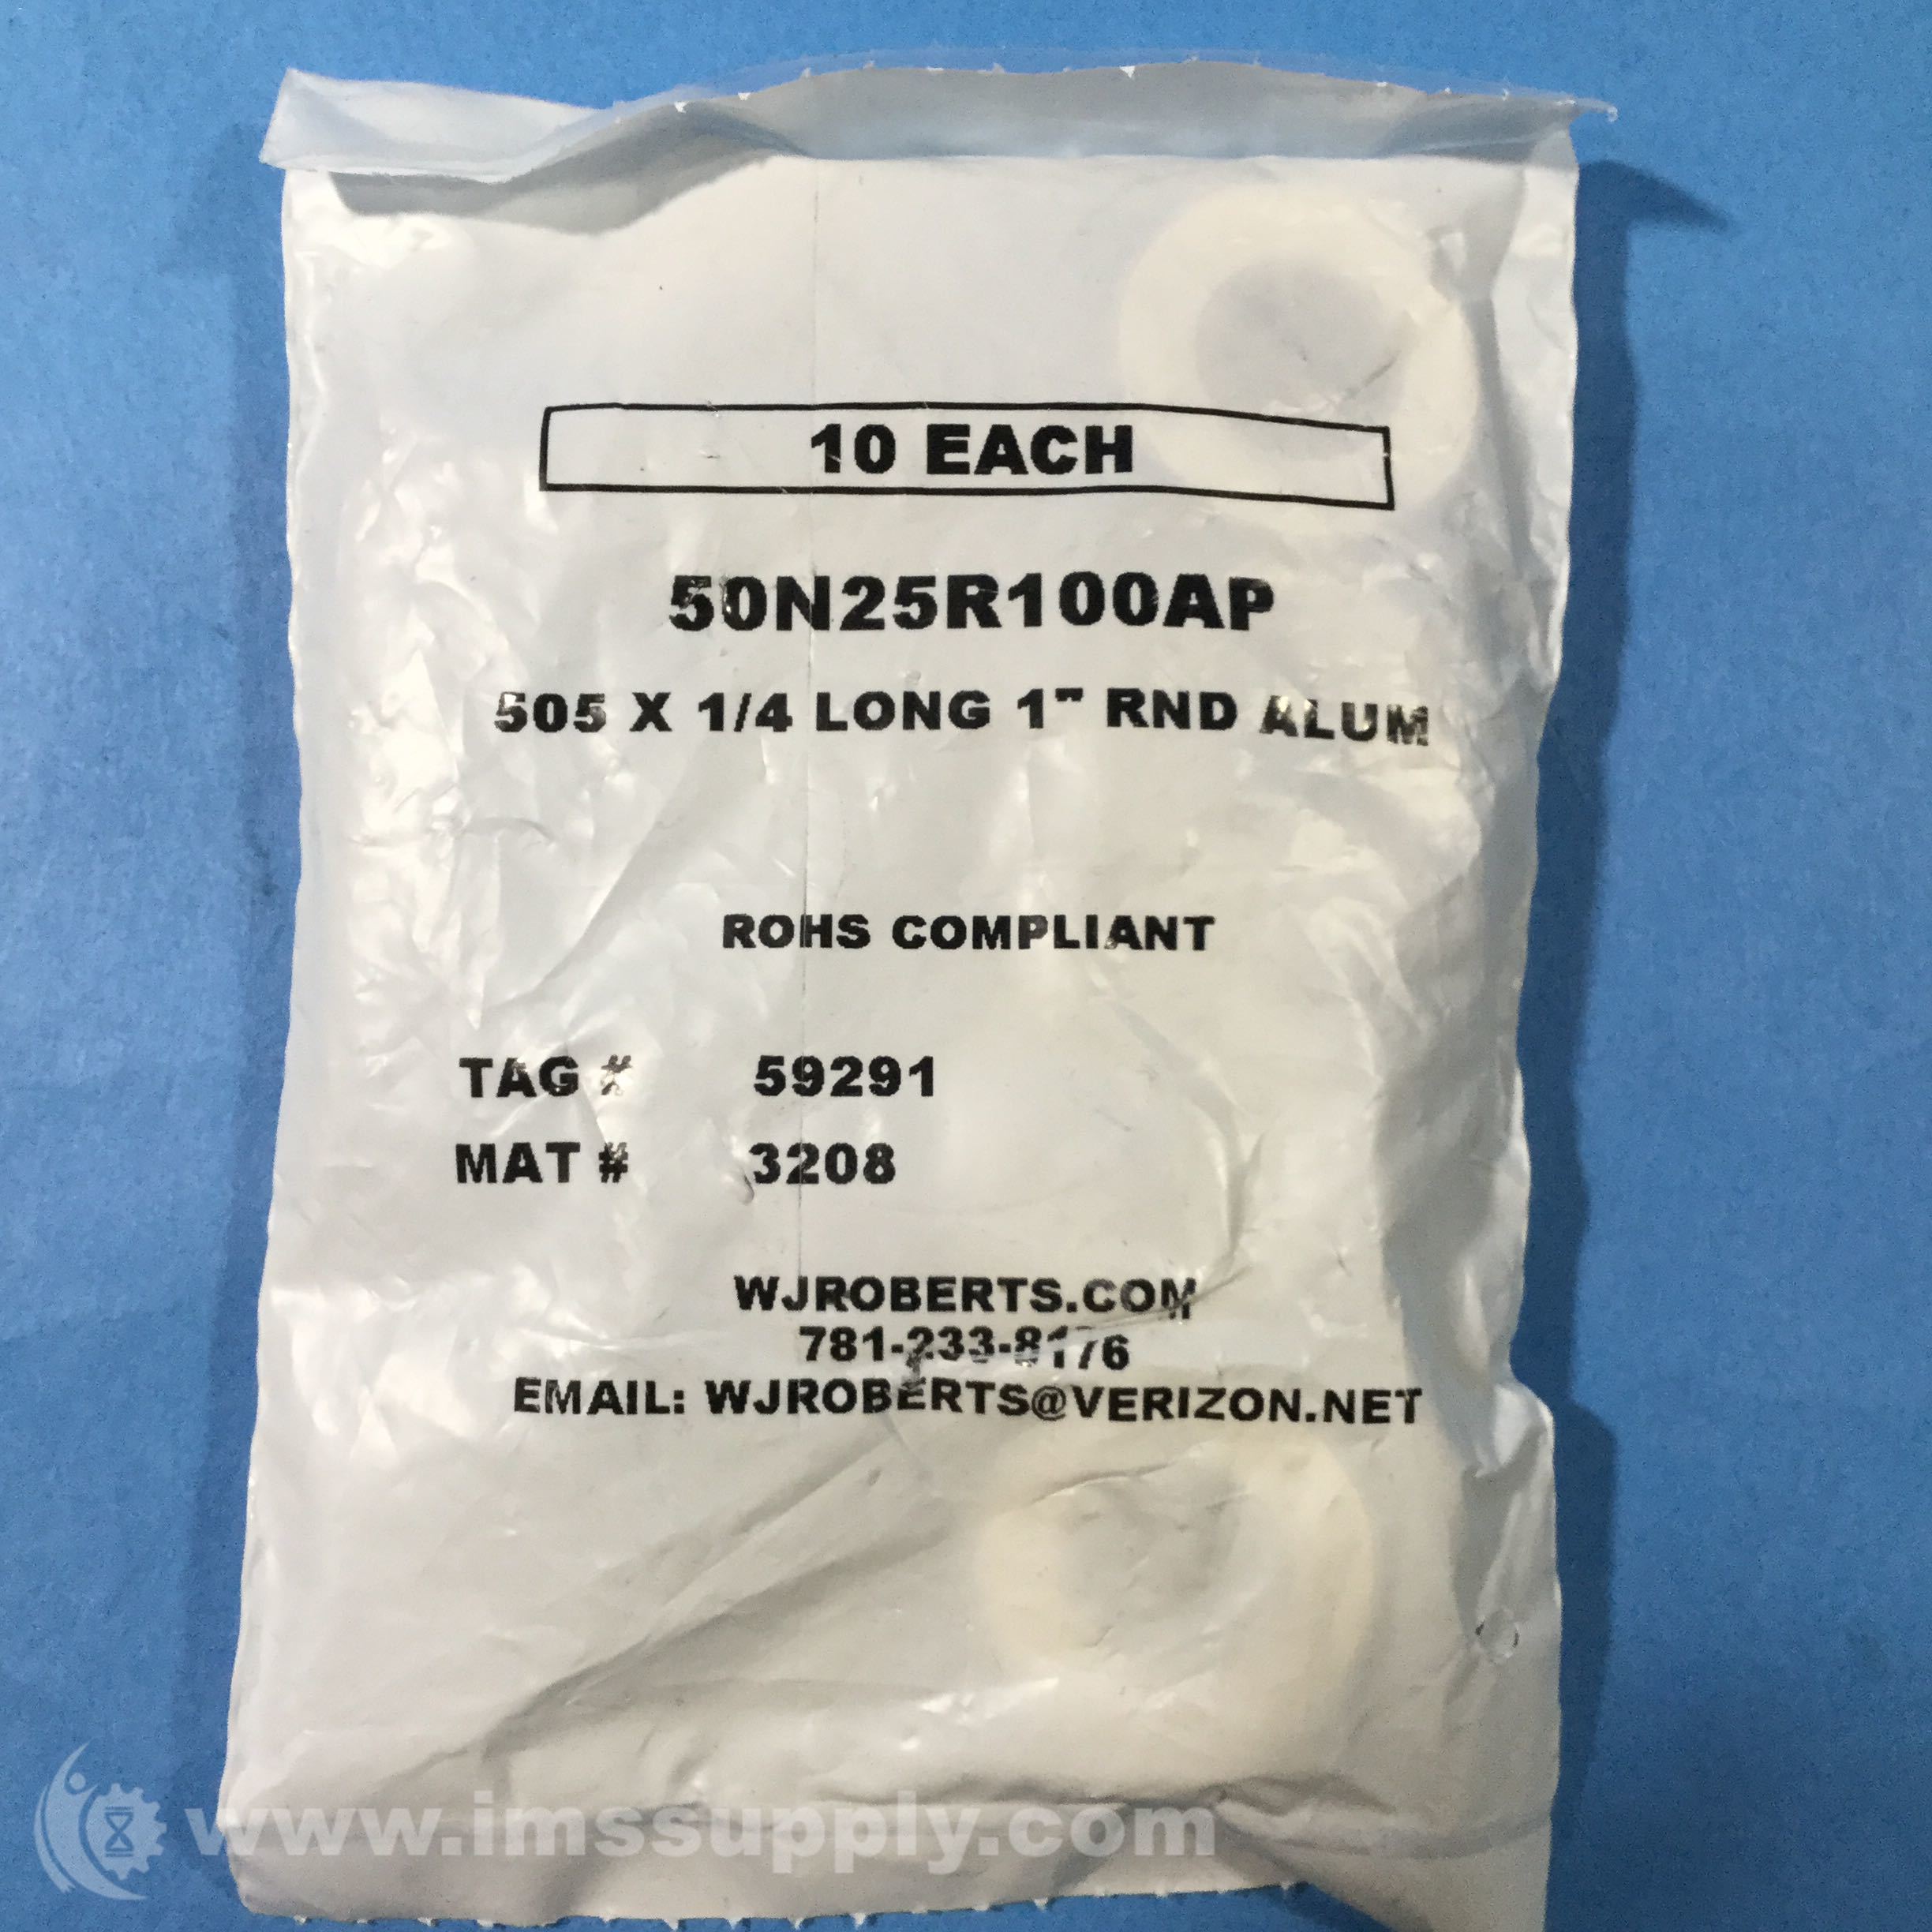 10 EACH
50N25R100AP
505 X 1/4 LONG 1" RND ALUM
ROHS COMPLIANT
TAG # 59291
MAT # 3208
WJROBERTS.COM
781-233-8176
EMAIL: WJROBERTS@VERIZON.NET
www.imssupply.com